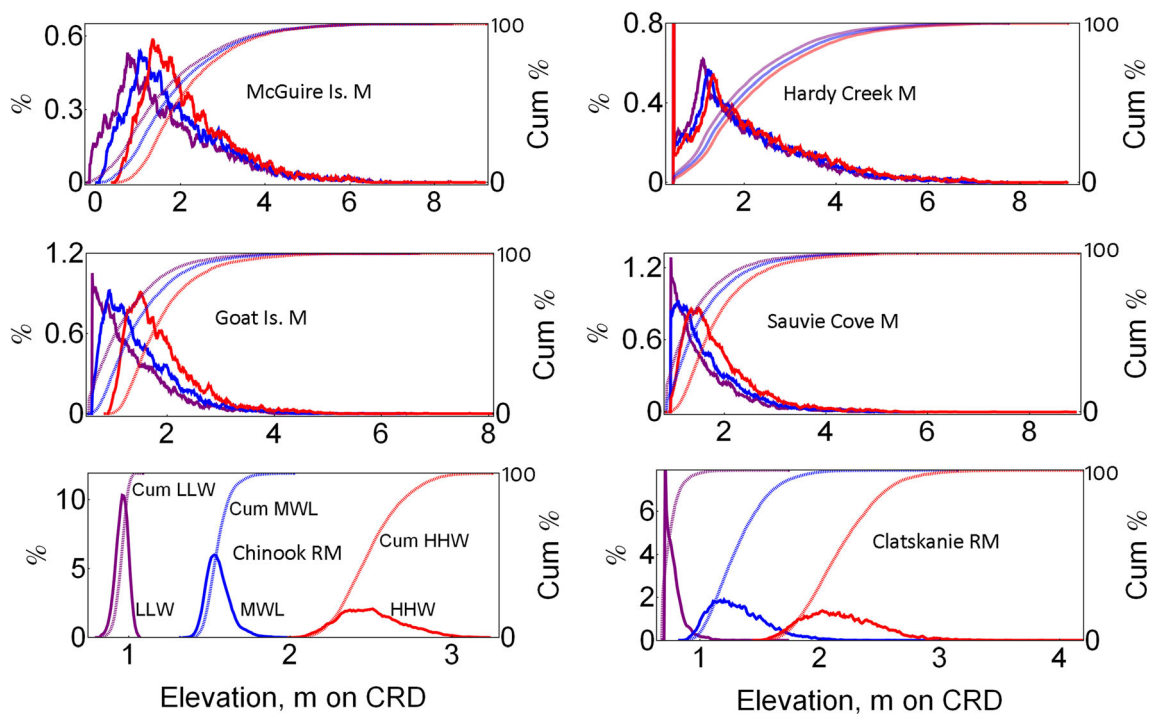 0.6
0.3
0
%
McGuire Is. M
100
0
Cum %
0 2 4 6 8
0.8
0.4
0
%
Hardy Creek M
100
0
Cum %
2 4 6 8
1.2
0.6
0
%
Goat Is. M
100
0
Cum %
2 4 6 8
1.2
0.6
0
%
Sauvie Cove M
100
0
Cum %
2 4 6 8
10
5
0
%
Cum LLW
Cum MWL
Chinook RM
Cum HHW
LLW
MWL
HHW
100
0
Cum %
1 2 3
Elevation, m on CRD
6
4
2
0
%
Clatskanie RM
100
0
Cum %
1 2 3 4
Elevation, m on CRD